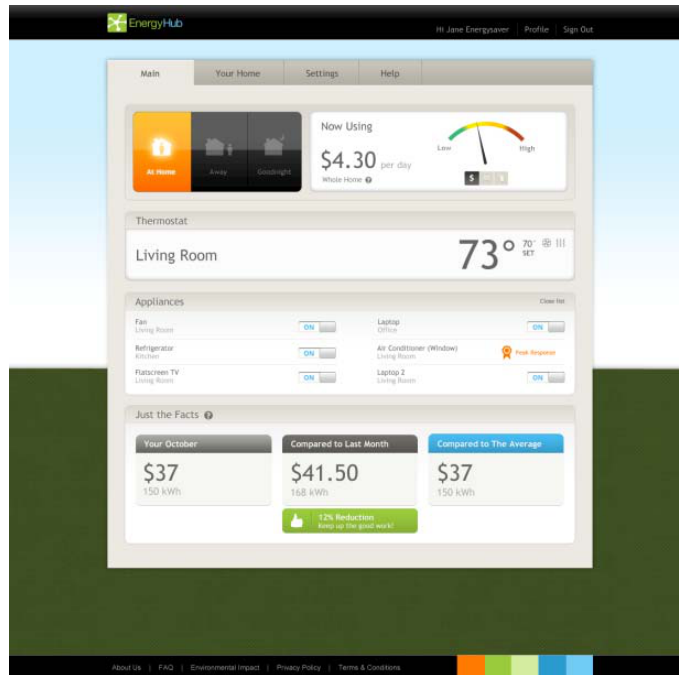 EnergyHub
Hi Jane Energysaver | Profile | Sign Out
Main Your Home Settings Help
At Home Away Goodnight
Now Using
$4.30 per day
Whole Home
Low High
$
Thermostat
Living Room
73° 70° SET
Appliances Close list
Fan
Living Room
ON
Laptop
Office
ON
Refrigerator
Kitchen
ON
Air Conditioner (Window)
Living Room
Peak Response
Flatscreen TV
Living Room
ON
Laptop 2
Living Room
ON
Just the Facts
Your October
$37
150 kWh
Compared to Last Month
$41.50
168 kWh
12% Reduction
Keep up the good work!
Compared to The Average
$37
150 kWh
About Us | FAQ | Environmental Impact | Privacy Policy | Terms & Conditions